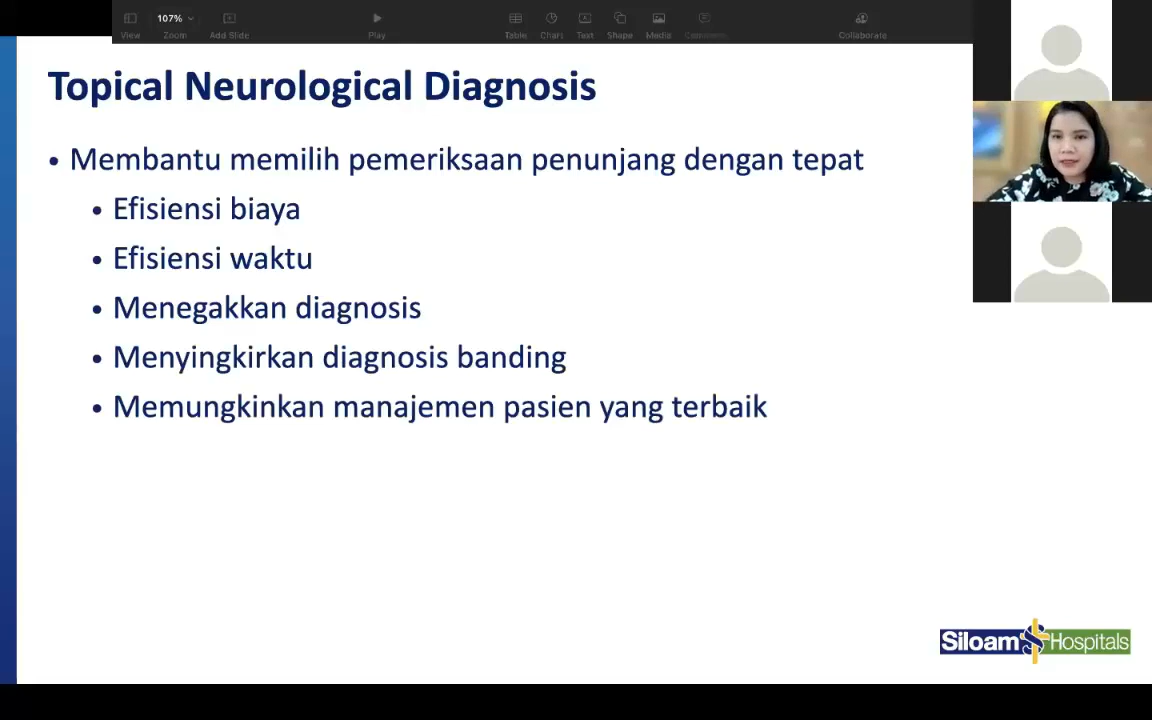 107%
View
Zoom
Add Slide
Play
Table
Chart
Text
Shape
Media
Comment
Collaborate
Topical Neurological Diagnosis
• Membantu memilih pemeriksaan penunjang dengan tepat
• Efisiensi biaya
• Efisiensi waktu
• Menegakkan diagnosis
• Menyingkirkan diagnosis banding
• Memungkinkan manajemen pasien yang terbaik
Siloam Hospitals